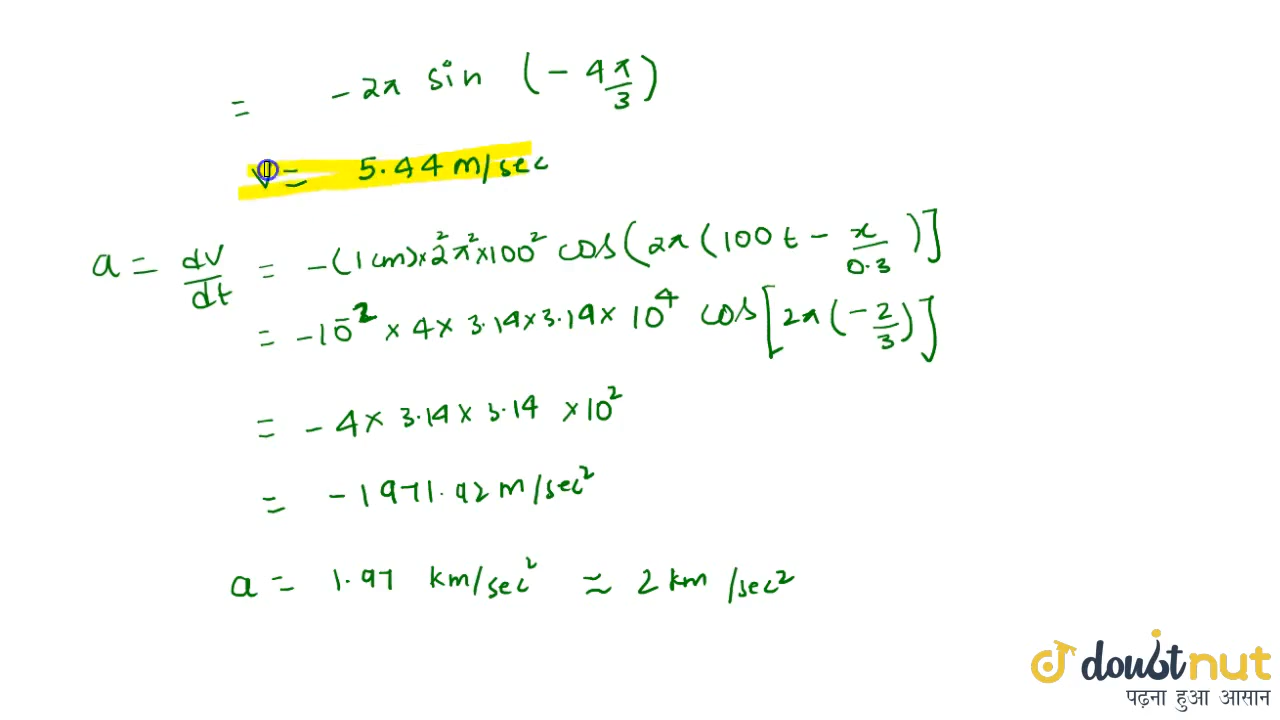 = -2π sin (-4π/3)
V = 5.44 m/sec
a = dV/dt = -(1cm)×2²π²×100² cos(2π(100t - x/0.3)]
= -10⁻² × 4 × 3.14 × 3.14 × 10⁴ cos[2π(-2/3)]
= -4 × 3.14 × 3.14 × 10²
= -1971.92 m/sec²
a = 1.97 km/sec² ≈ 2 km/sec²
doubtnut
पढ़ना हुआ आसान